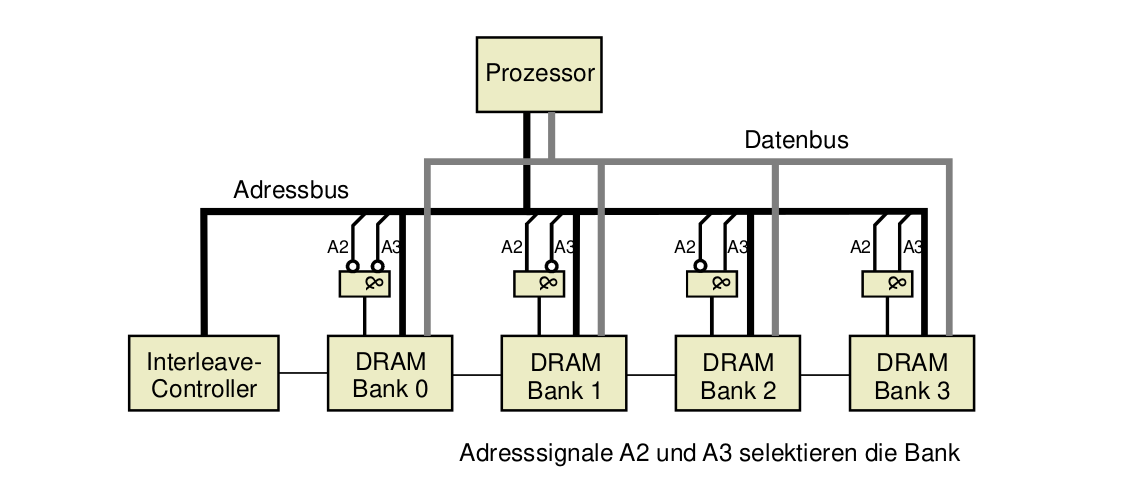 Prozessor
Datenbus
Adressbus
A2 A3 A2 A3 A2 A3 A2 A3
& & & &
Interleave-
Controller
DRAM
Bank 0
DRAM
Bank 1
DRAM
Bank 2
DRAM
Bank 3
Adresssignale A2 und A3 selektieren die Bank